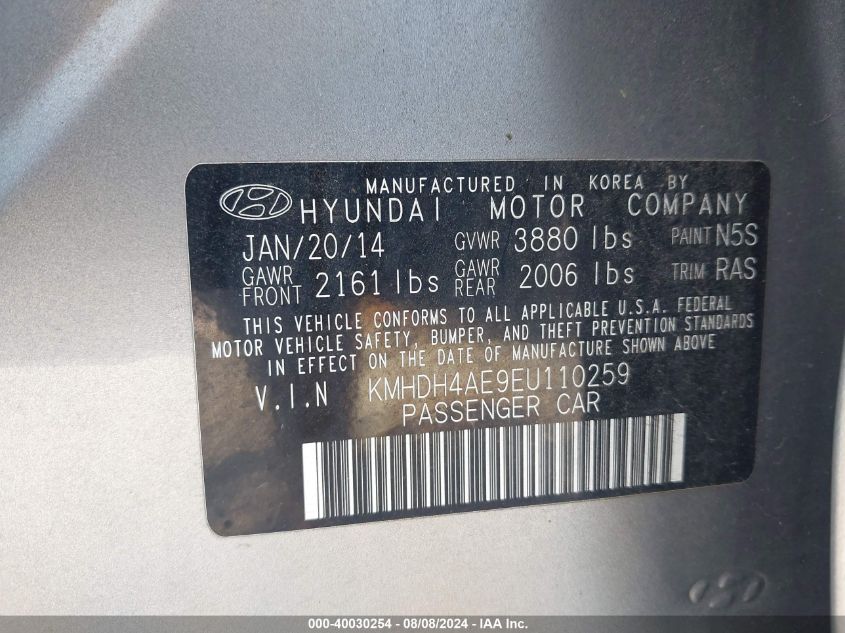 MANUFACTURED IN KOREA BY
HYUNDAI MOTOR COMPANY
JAN/20/14 GVWR 3880 lbs PAINT N5S
GAWR FRONT 2161 lbs GAWR REAR 2006 lbs TRIM RAS
THIS VEHICLE CONFORMS TO ALL APPLICABLE U.S.A. FEDERAL
MOTOR VEHICLE SAFETY, BUMPER, AND THEFT PREVENTION STANDARDS
IN EFFECT ON THE DATE OF MANUFACTURE SHOWN ABOVE
V.I.N KMHDH4AE9EU110259
PASSENGER CAR
000-40030254 - 08/08/2024 - IAA Inc.